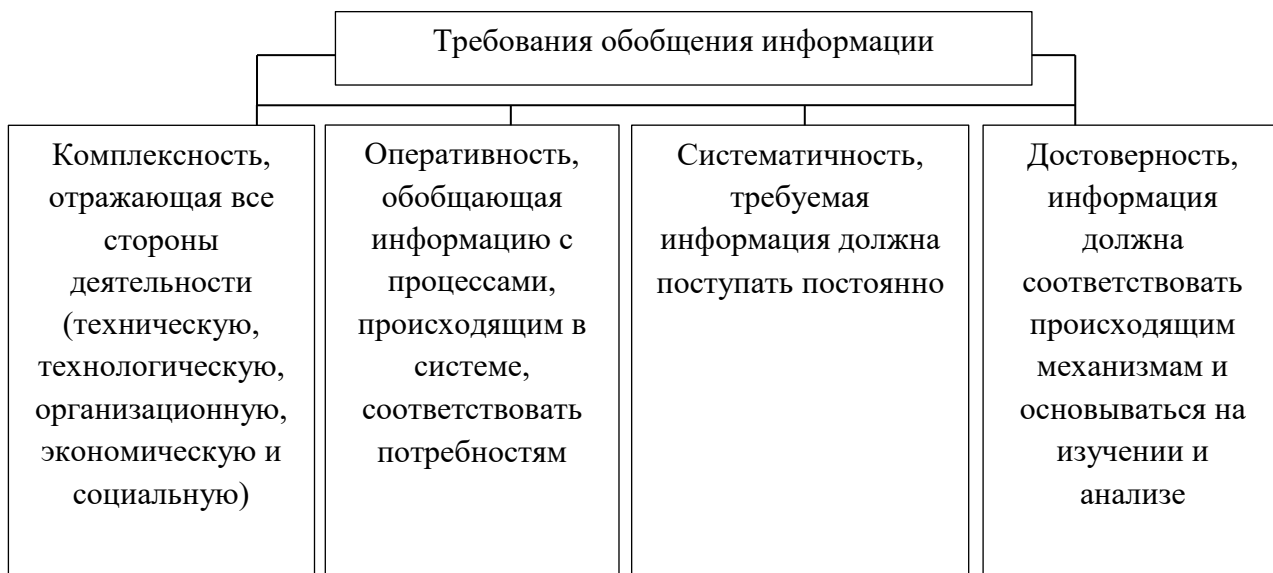 Требования обобщения информации
Комплексность,
отражающая все
стороны
деятельности
(техническую,
технологическую,
организационную,
экономическую и
социальную)
Оперативность,
обобщающая
информацию с
процессами,
происходящим в
системе,
соответствовать
потребностям
Систематичность,
требуемая
информация должна
поступать постоянно
Достоверность,
информация
должна
соответствовать
происходящим
механизмам и
основываться на
изучении и
анализе